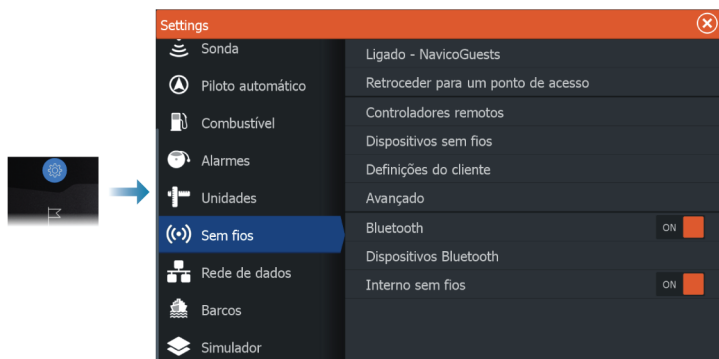 Settings
Sonda
Piloto automático
Combustível
Alarmes
Unidades
Sem fios
Rede de dados
Barcos
Simulador
Ligado - NavicoGuests
Retroceder para um ponto de acesso
Controladores remotos
Dispositivos sem fios
Definições do cliente
Avançado
Bluetooth ON
Dispositivos Bluetooth
Interno sem fios ON